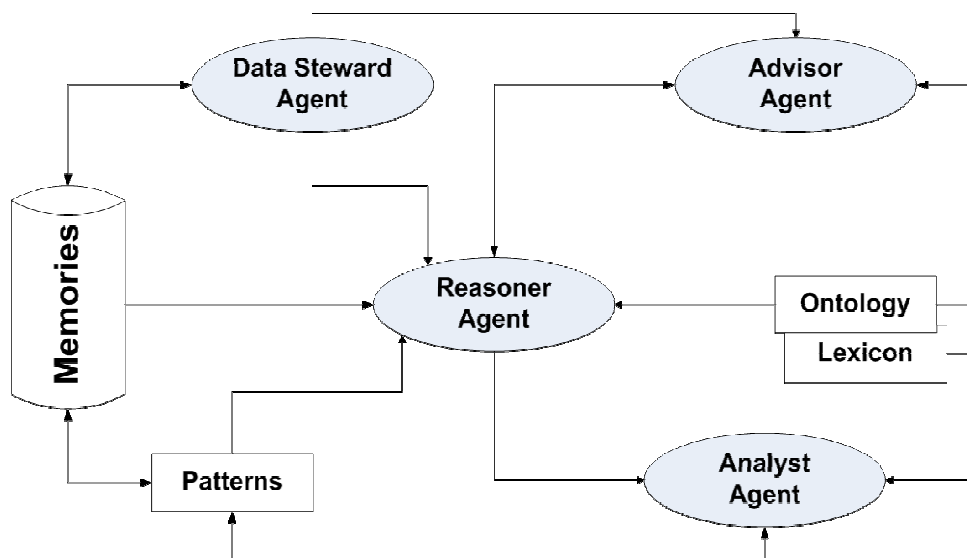 Data Steward
Agent
Advisor
Agent
Memories
Reasoner
Agent
Ontology
Lexicon
Patterns
Analyst
Agent